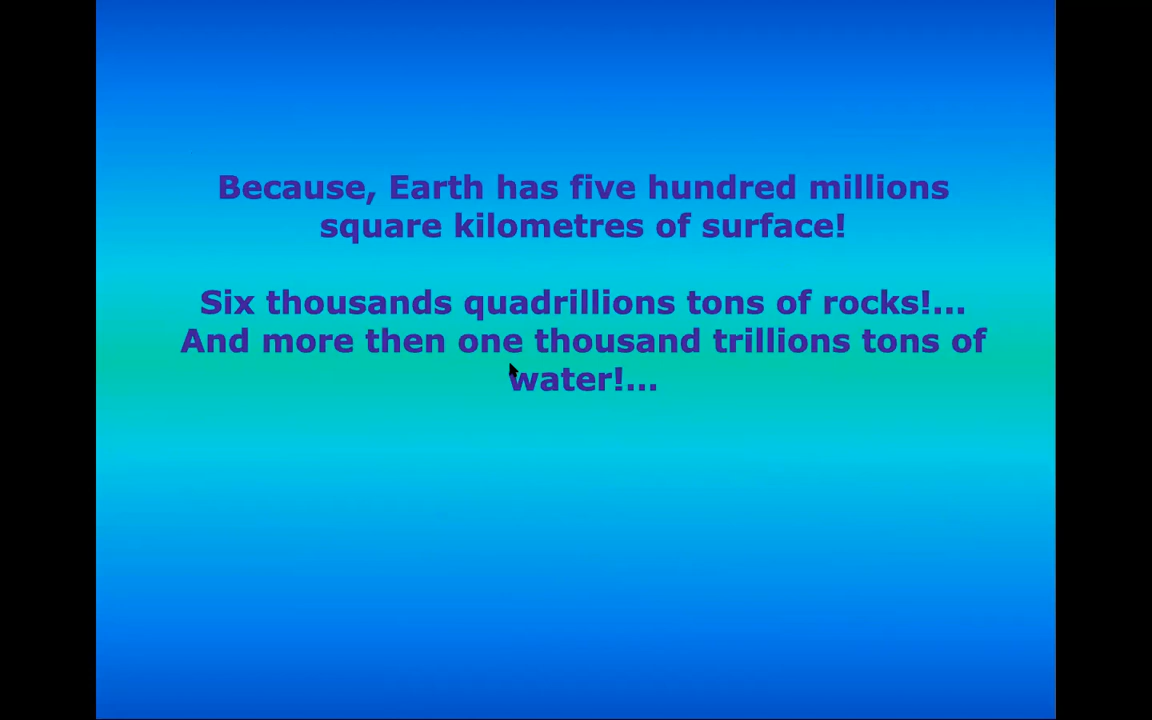 Because, Earth has five hundred millions
square kilometres of surface!
Six thousands quadrillions tons of rocks!...
And more then one thousand trillions tons of
water!...